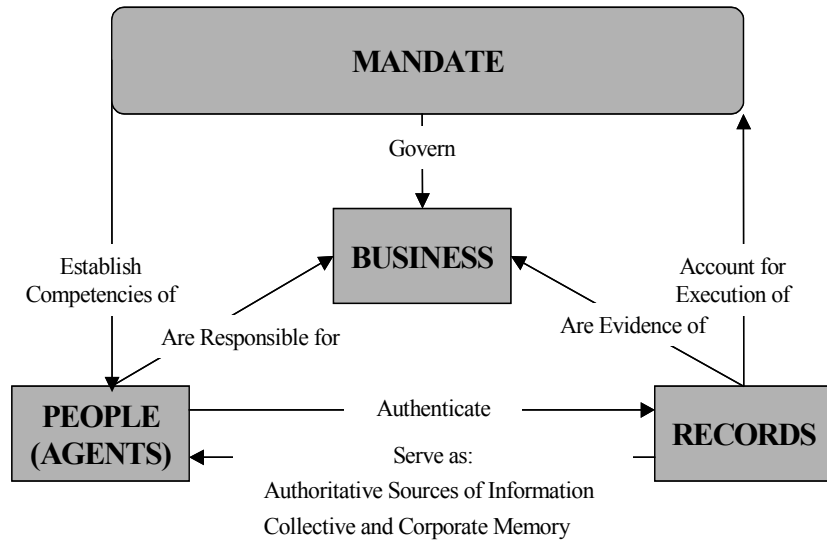 MANDATE
Govern
BUSINESS
Establish
Competencies of
Account for
Execution of
Are Responsible for
Are Evidence of
PEOPLE
(AGENTS)
Authenticate
RECORDS
Serve as:
Authoritative Sources of Information
Collective and Corporate Memory